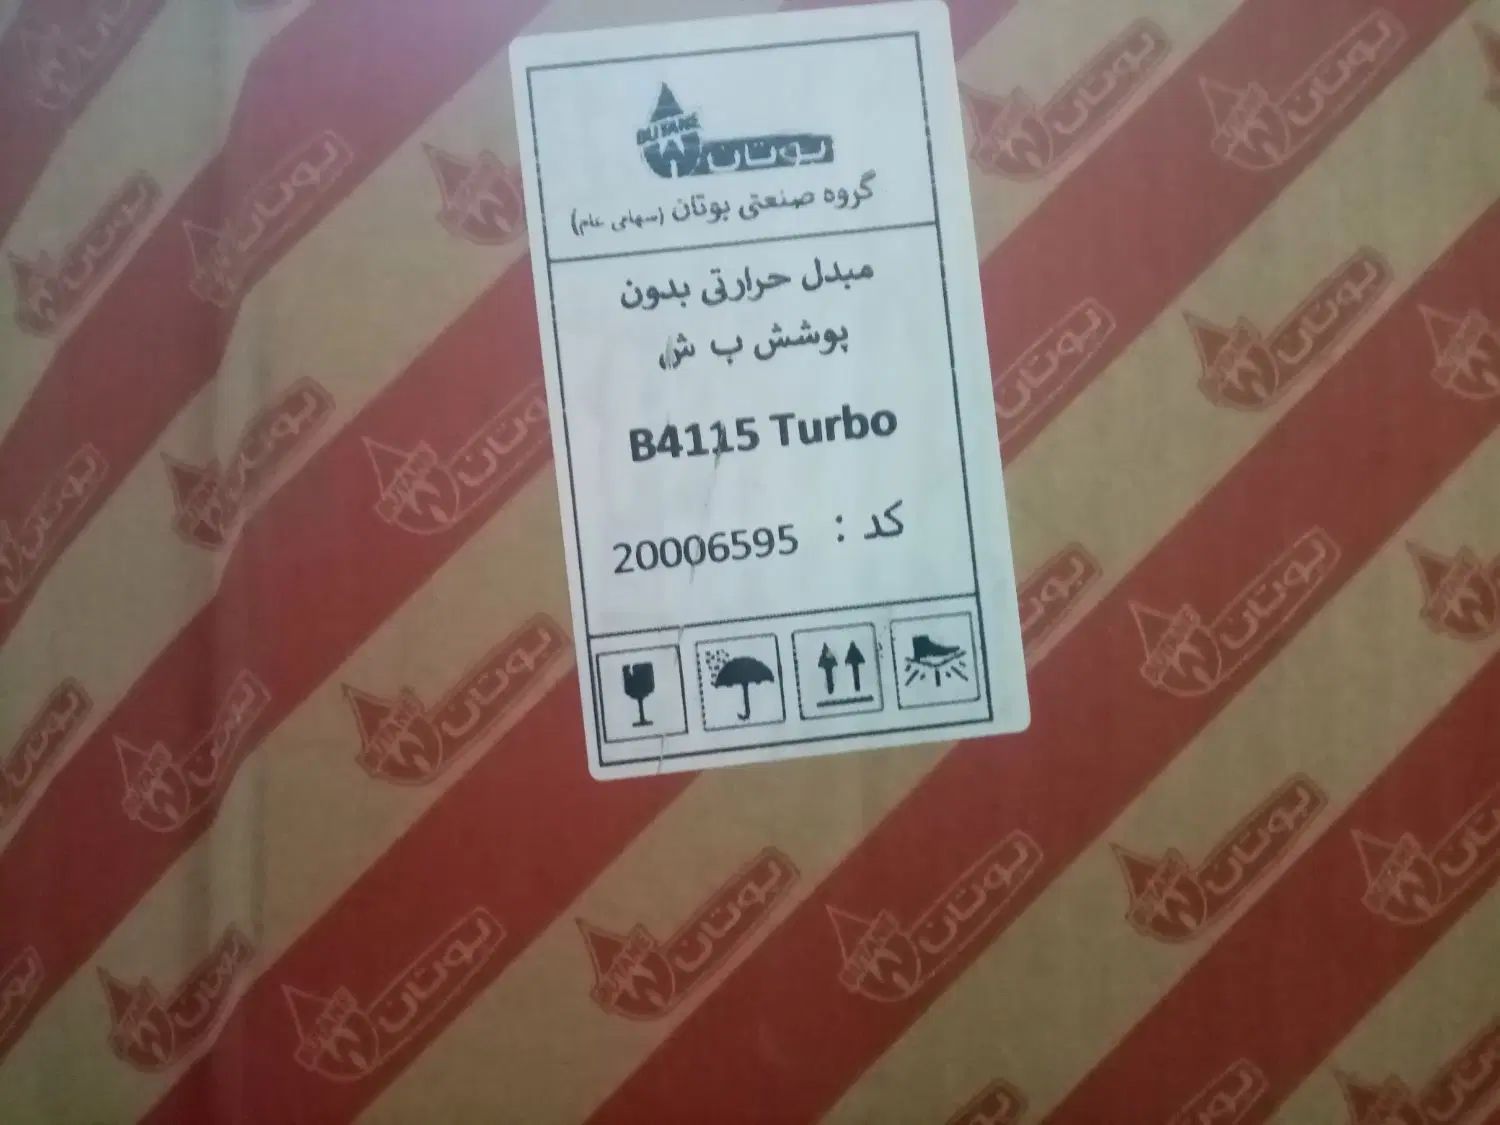 BUTANE
بوتان
گروه صنعتی بوتان (سهامی عام)
مبدل حرارتی بدون
پوشش ب ش
B4115 Turbo
کد : 20006595